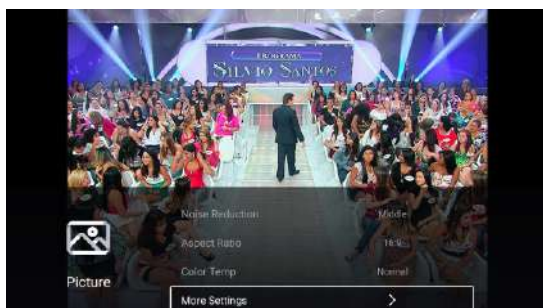 PROGRAMA
SILVIO SANTOS
Noise Reduction Middle
Aspect Ratio 16:9
Color Temp Normal
Picture
More Settings >